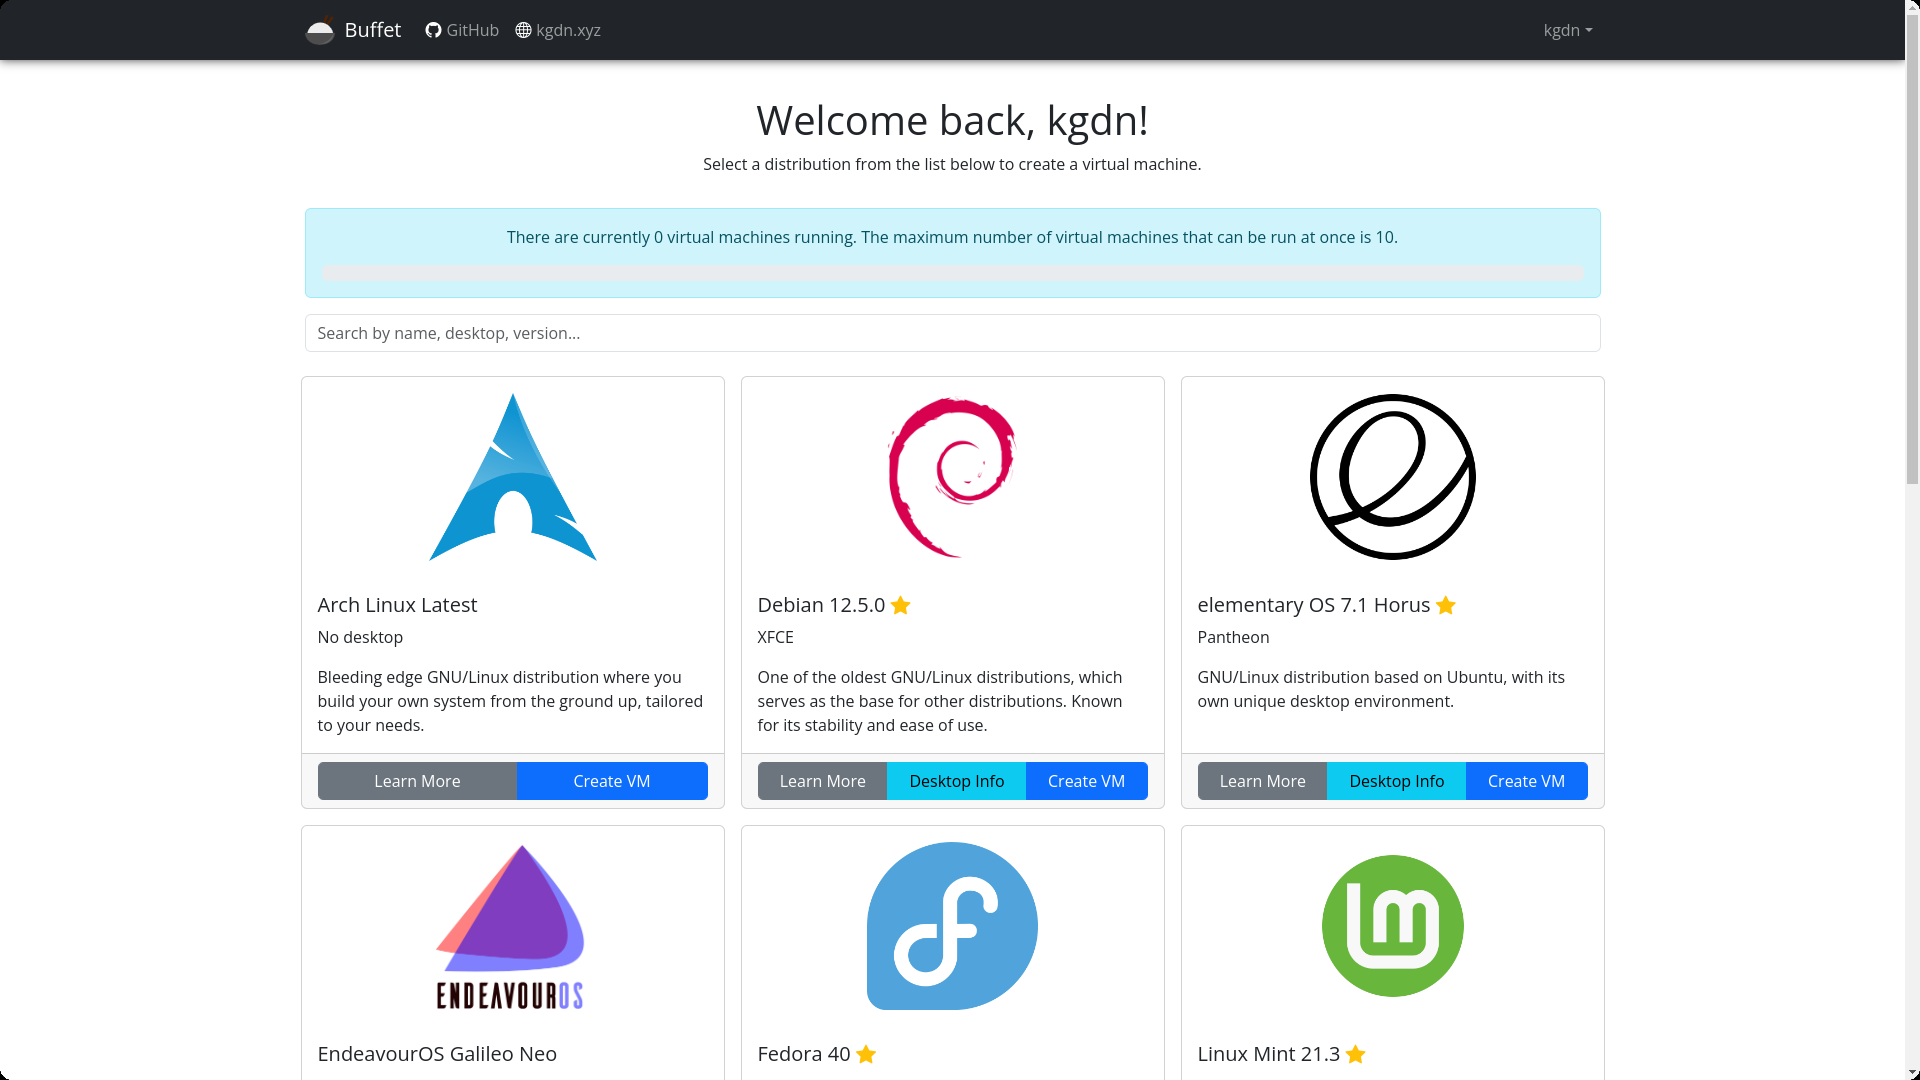 Buffet GitHub kgdn.xyz kgdn
Welcome back, kgdn!
Select a distribution from the list below to create a virtual machine.
There are currently 0 virtual machines running. The maximum number of virtual machines that can be run at once is 10.
Search by name, desktop, version...
Arch Linux Latest
No desktop
Bleeding edge GNU/Linux distribution where you
build your own system from the ground up, tailored
to your needs.
Learn More Create VM
Debian 12.5.0
XFCE
One of the oldest GNU/Linux distributions, which
serves as the base for other distributions. Known
for its stability and ease of use.
Learn More Desktop Info Create VM
elementary OS 7.1 Horus
Pantheon
GNU/Linux distribution based on Ubuntu, with its
own unique desktop environment.
Learn More Desktop Info Create VM
ENDEAVOUROS
EndeavourOS Galileo Neo
Fedora 40
lm
Linux Mint 21.3